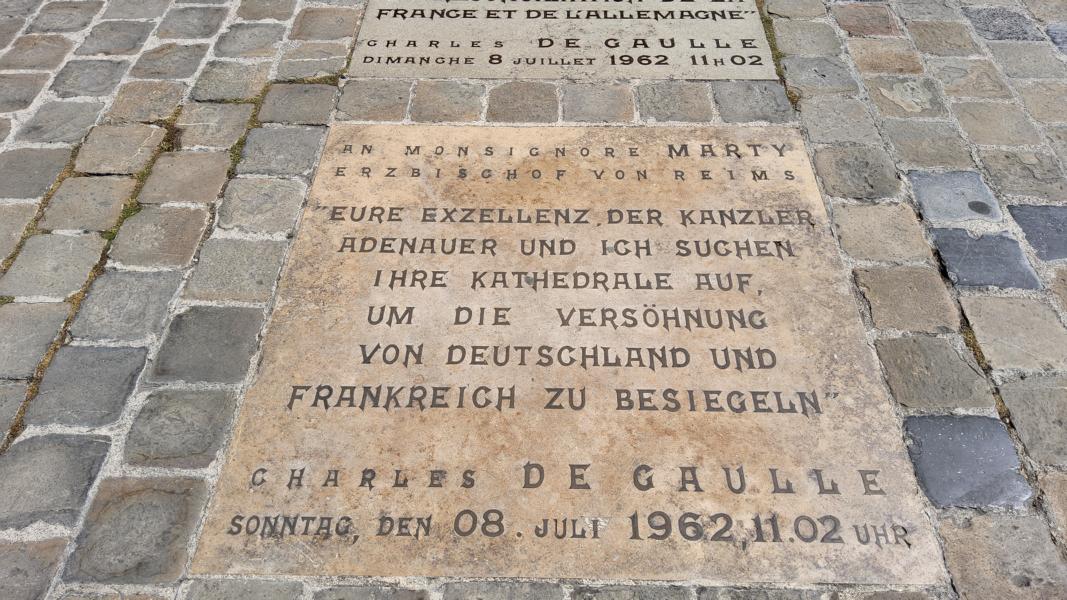 FRANCE ET DE L'ALLEMAGNE"
CHARLES DE GAULLE
DIMANCHE 8 JUILLET 1962 11H02
AN MONSIGNORE MARTY
ERZBISCHOF VON REIMS
"EURE EXZELLENZ, DER KANZLER
ADENAUER UND ICH SUCHEN
IHRE KATHEDRALE AUF,
UM DIE VERSÖHNUNG
VON DEUTSCHLAND UND
FRANKREICH ZU BESIEGELN"
CHARLES DE GAULLE
SONNTAG, DEN 08. JULI 1962, 11.02 UHR